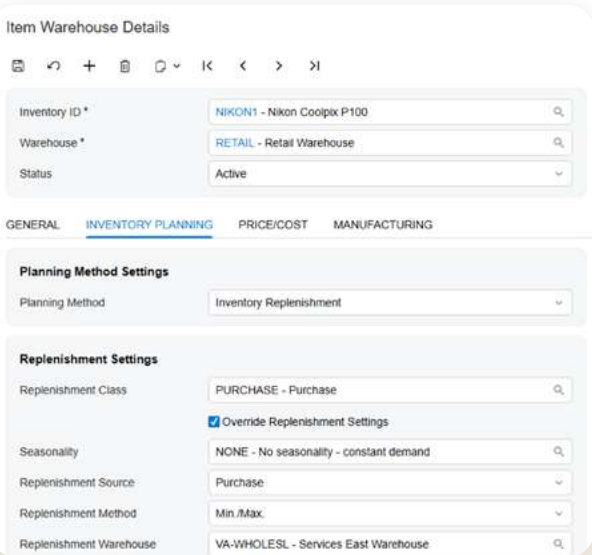 Item Warehouse Details
Inventory ID * NIKON1 - Nikon Coolpix P100
Warehouse * RETAIL - Retail Warehouse
Status Active
GENERAL INVENTORY PLANNING PRICE/COST MANUFACTURING
Planning Method Settings
Planning Method Inventory Replenishment
Replenishment Settings
Replenishment Class PURCHASE - Purchase
Override Replenishment Settings
Seasonality NONE - No seasonality - constant demand
Replenishment Source Purchase
Replenishment Method Min./Max.
Replenishment Warehouse VA-WHOLESL - Services East Warehouse